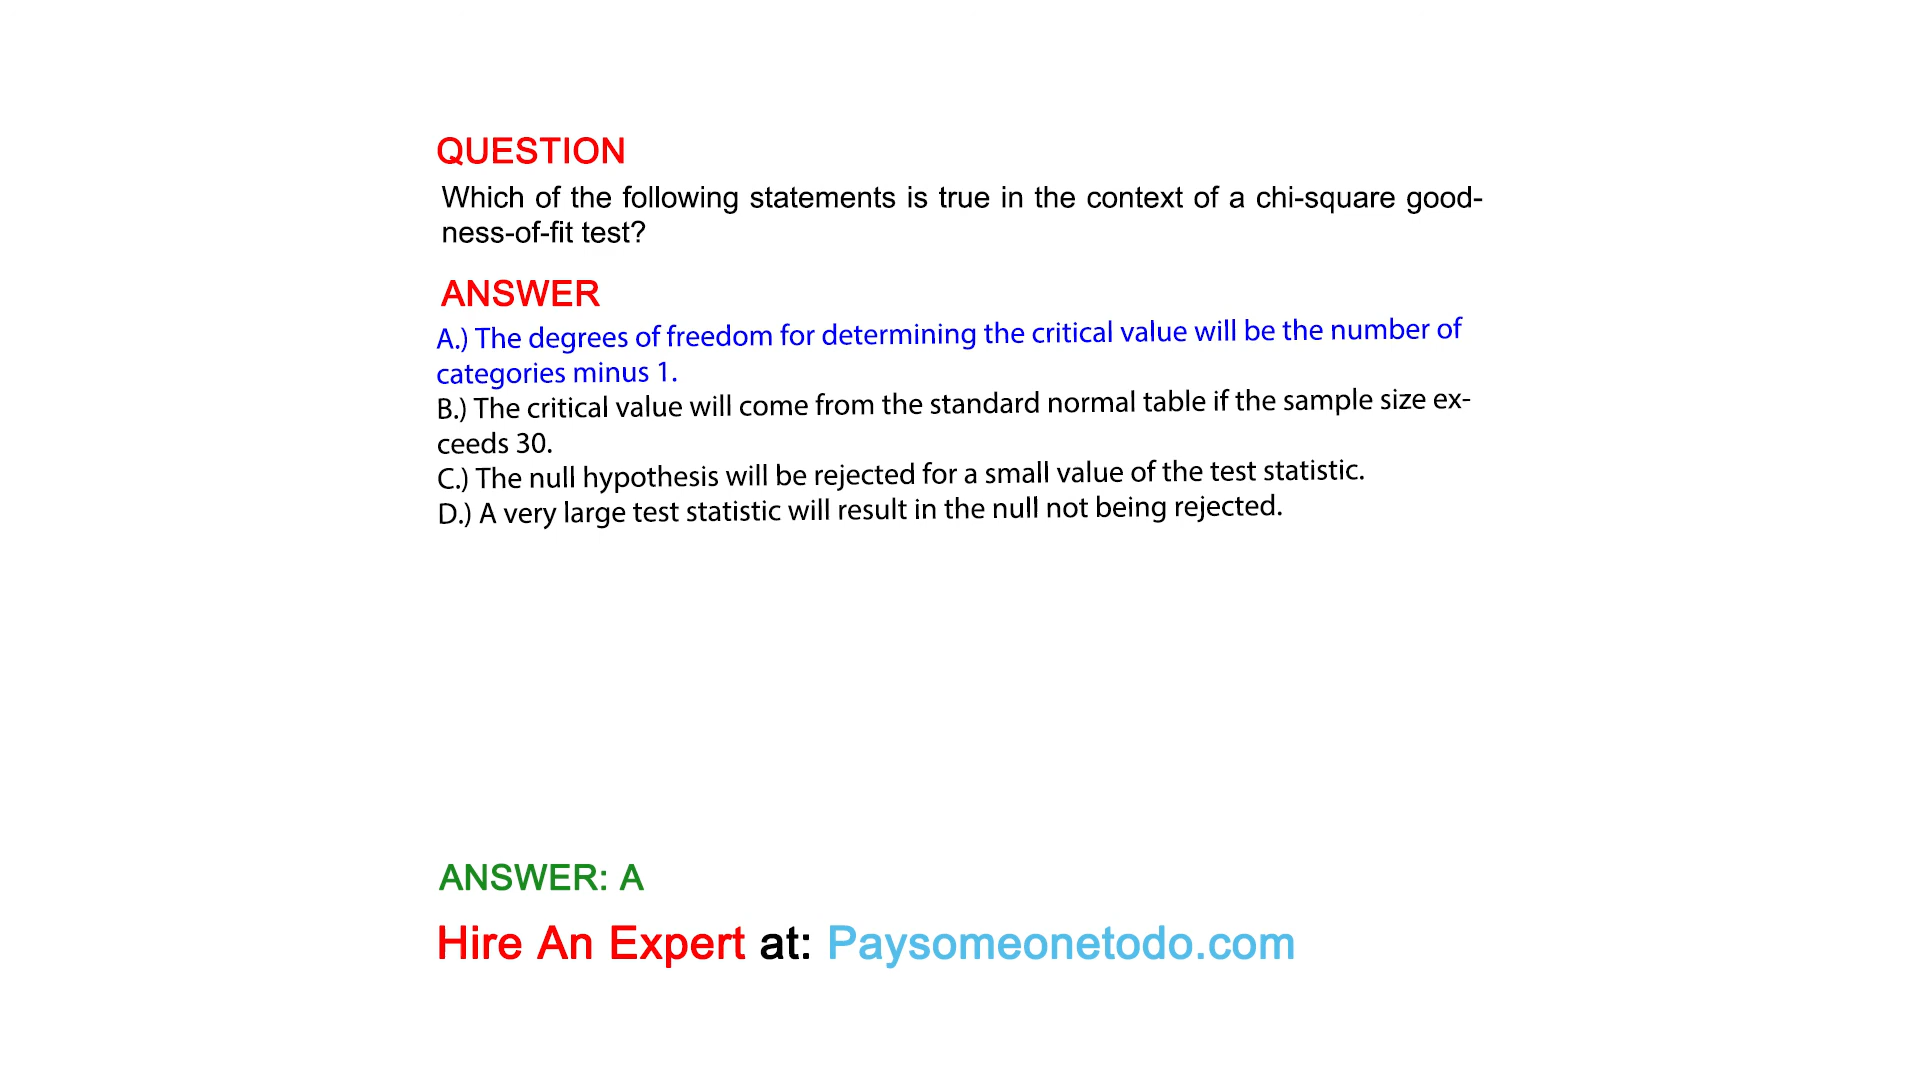 QUESTION
Which of the following statements is true in the context of a chi-square good-
ness-of-fit test?
ANSWER
A.) The degrees of freedom for determining the critical value will be the number of
categories minus 1.
B.) The critical value will come from the standard normal table if the sample size ex-
ceeds 30.
C.) The null hypothesis will be rejected for a small value of the test statistic.
D.) A very large test statistic will result in the null not being rejected.
ANSWER: A
Hire An Expert at: Paysomeonetodo.com